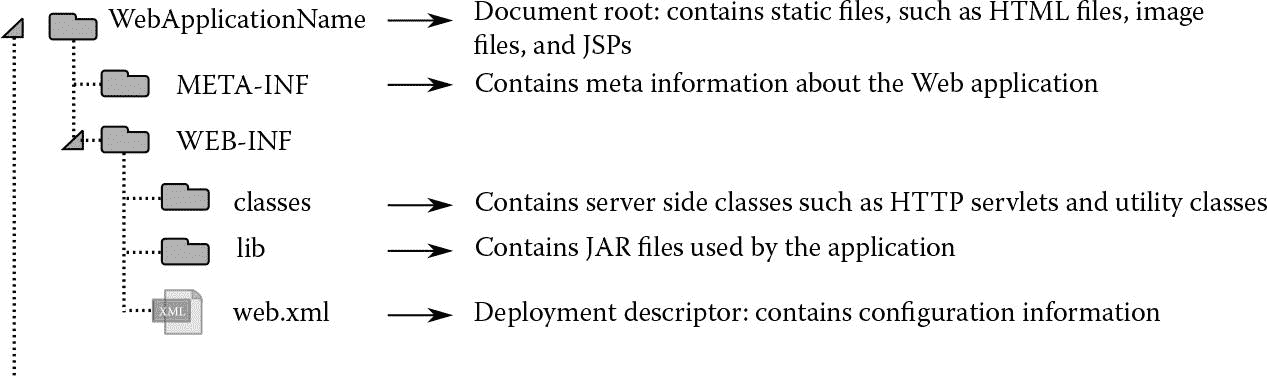 WebApplicationName Document root: contains static files, such as HTML files, image
files, and JSPs
META-INF Contains meta information about the Web application
WEB-INF
classes Contains server side classes such as HTTP servlets and utility classes
lib Contains JAR files used by the application
XML web.xml Deployment descriptor: contains configuration information